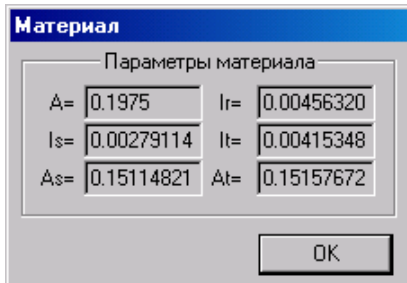 Материал
Параметры материала
A= 0.1975 Ir= 0.00456320
Is= 0.00279114 It= 0.00415348
As= 0.15114821 At= 0.15157672
OK